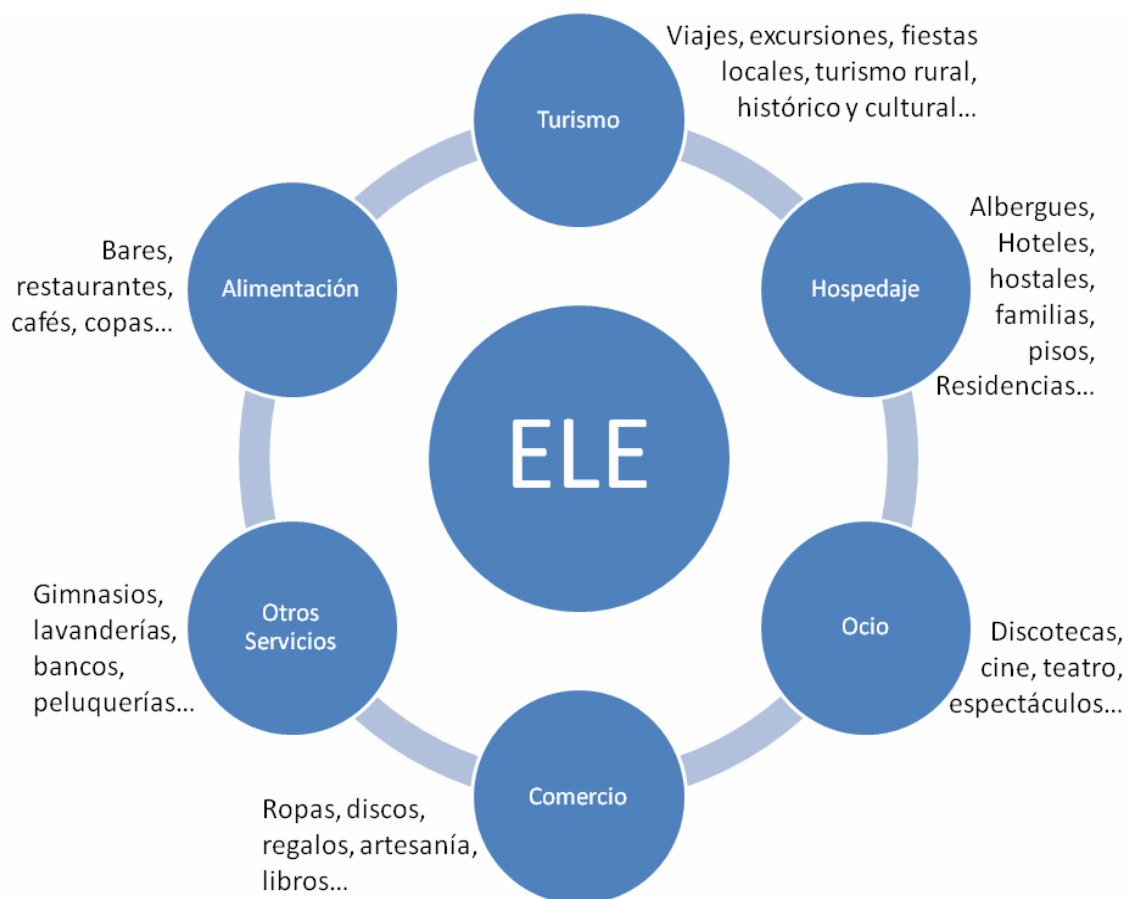 Turismo
Viajes, excursiones, fiestas
locales, turismo rural,
histórico y cultural...
Hospedaje
Albergues,
Hoteles,
hostales,
familias,
pisos,
Residencias...
Ocio
Discotecas,
cine, teatro,
espectáculos...
Comercio
Ropas, discos,
regalos, artesanía,
libros...
Otros
Servicios
Gimnasios,
lavanderías,
bancos,
peluquerías...
Alimentación
Bares,
restaurantes,
cafés, copas...
ELE